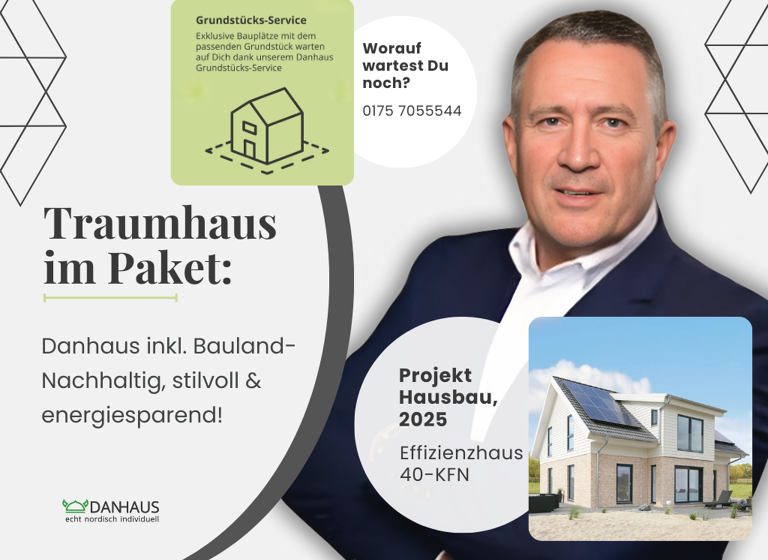 Grundstücks-Service
Exklusive Bauplätze mit dem
passenden Grundstück warten
auf Dich dank unserem Danhaus
Grundstücks-Service
Worauf
wartest Du
noch?
0175 7055544
Traumhaus
im Paket:
Danhaus inkl. Bauland-
Nachhaltig, stilvoll &
energiesparend!
Projekt
Hausbau,
2025
Effizienzhaus
40-KFN
DANHAUS
echt nordisch individuell